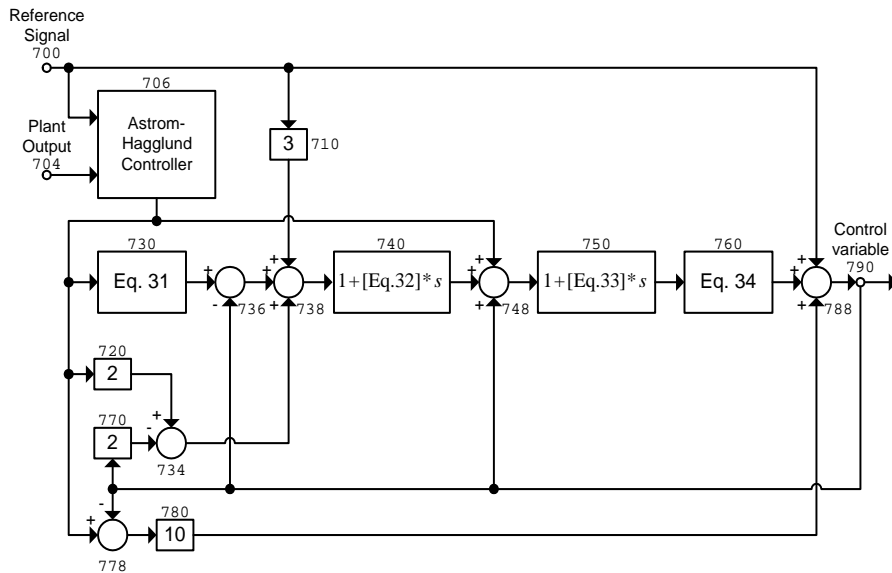 Reference
Signal
700
706
Plant
Output
704
Astrom-
Hagglund
Controller
3
710
730
740
750
760
Control
variable
790
Eq. 31
+
-
736
+
+
+
738
1+[Eq.32]*s
+
+
+
748
1+[Eq.33]*s
Eq. 34
+
+
+
788
720
2
+
770
2
-
734
-
+
778
780
10